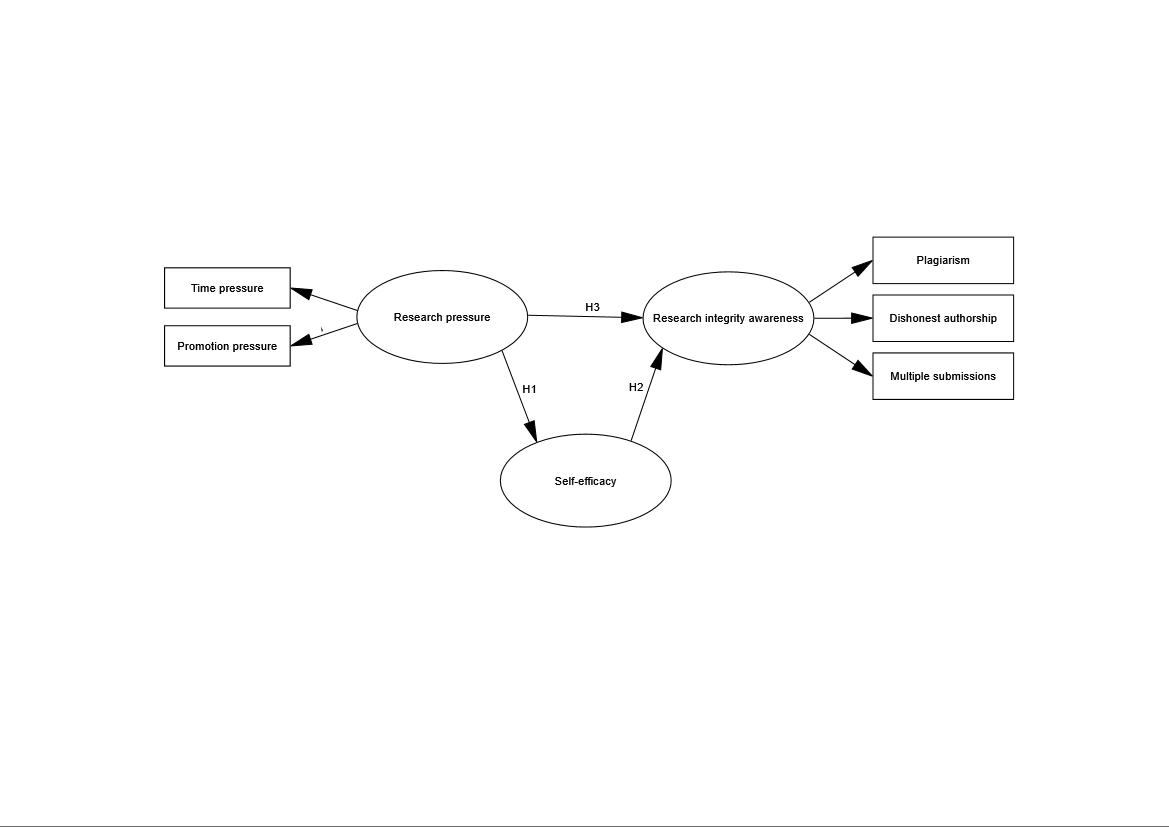 Time pressure
Promotion pressure
Research pressure
H3
Research integrity awareness
Plagiarism
Dishonest authorship
Multiple submissions
H1
H2
Self-efficacy